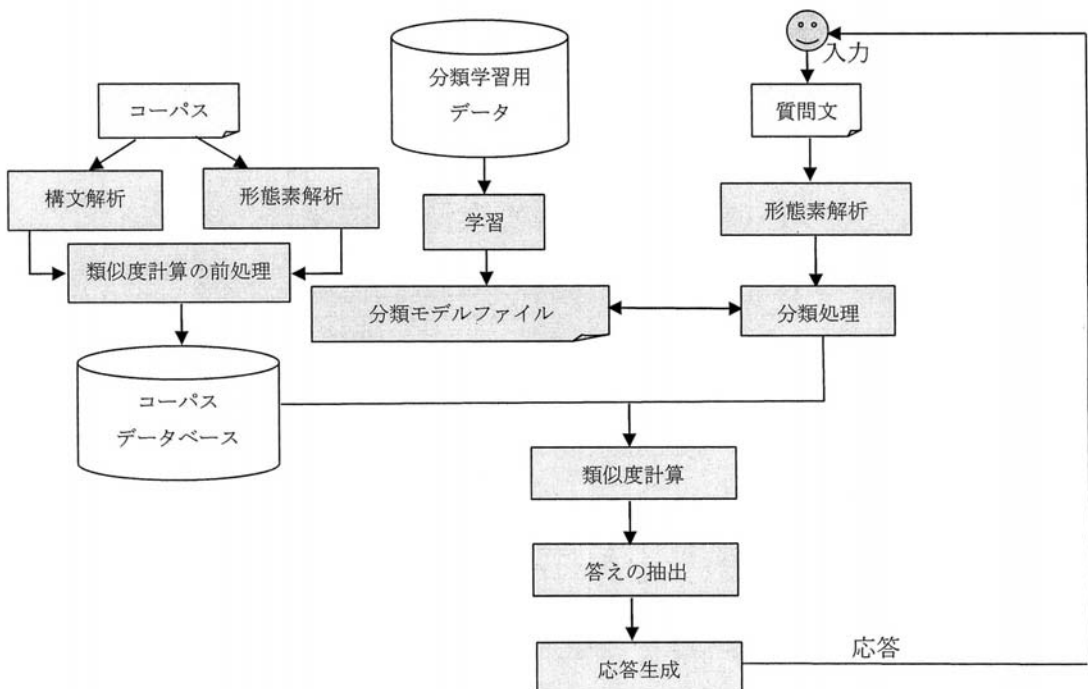 入力
分類学習用
データ
コーパス
質問文
構文解析
形態素解析
形態素解析
学習
類似度計算の前処理
分類モデルファイル
分類処理
コーパス
データベース
類似度計算
答えの抽出
応答生成
応答